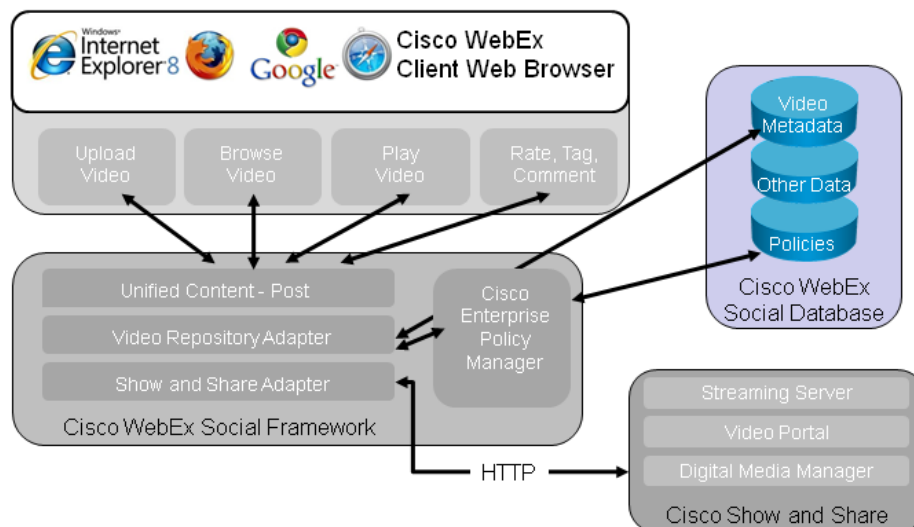 Windows®
Internet
Explorer 8
Google
Cisco WebEx
Client Web Browser
Upload
Video
Browse
Video
Play
Video
Rate, Tag,
Comment
Video
Metadata
Other Data
Policies
Cisco WebEx
Social Database
Unified Content - Post
Video Repository Adapter
Show and Share Adapter
Cisco
Enterprise
Policy
Manager
Cisco WebEx Social Framework
HTTP
Streaming Server
Video Portal
Digital Media Manager
Cisco Show and Share